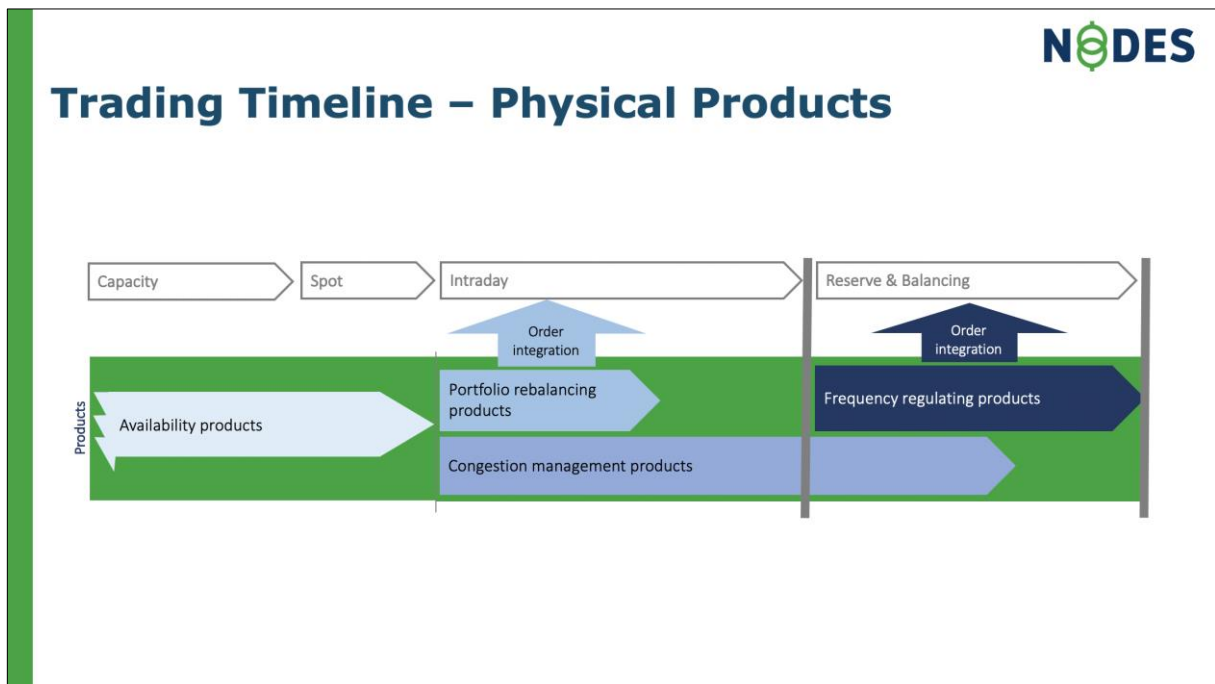 NODES
Trading Timeline – Physical Products
Capacity
Spot
Intraday
Reserve & Balancing
Order
integration
Order
integration
Products
Availability products
Portfolio rebalancing
products
Frequency regulating products
Congestion management products